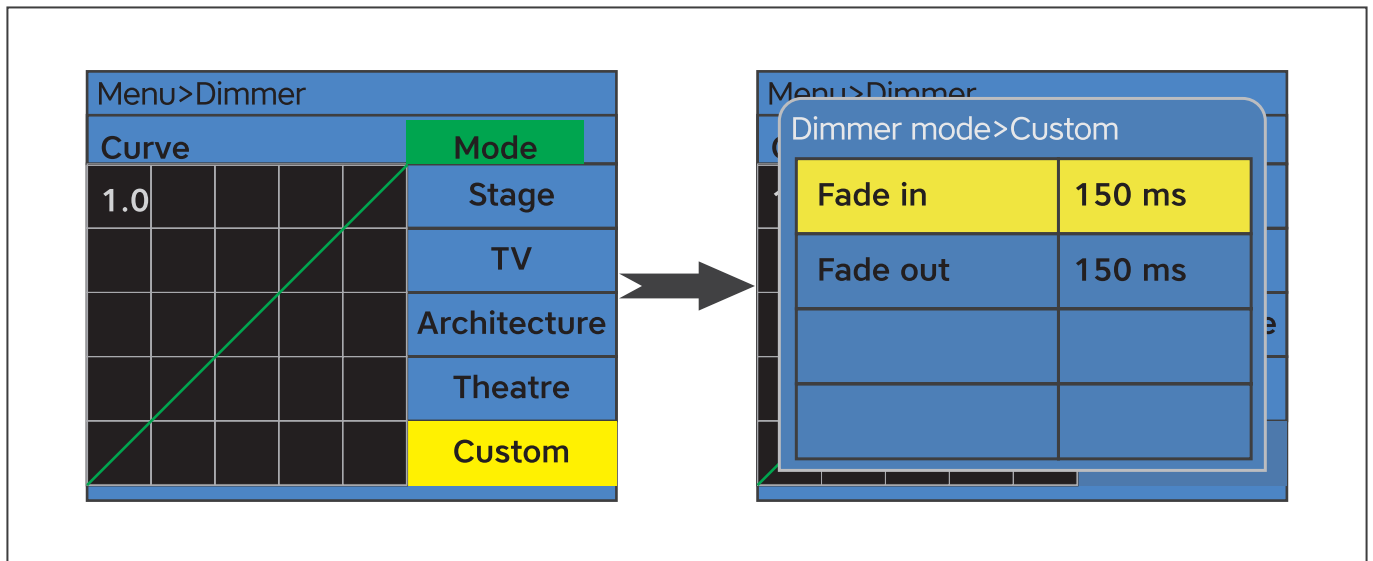 Menu>Dimmer
Curve Mode
1.0 Stage
TV
Architecture
Theatre
Custom
Menu>Dimmer
Dimmer mode>Custom
Fade in 150 ms
Fade out 150 ms